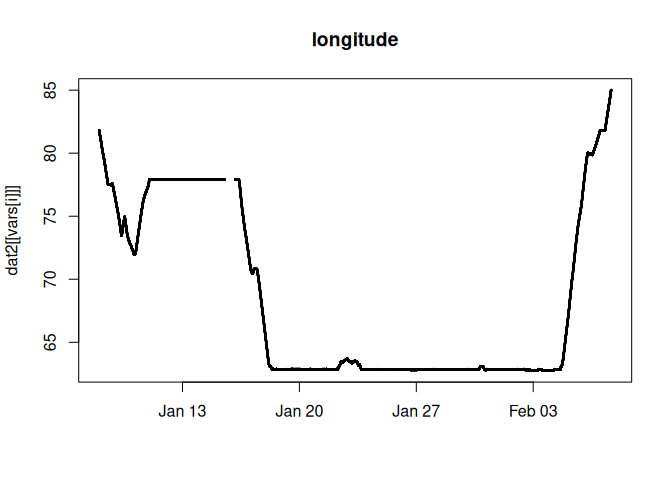 longitude
dat2[[vars[i]]]
85
80
75
70
65
Jan 13
Jan 20
Jan 27
Feb 03